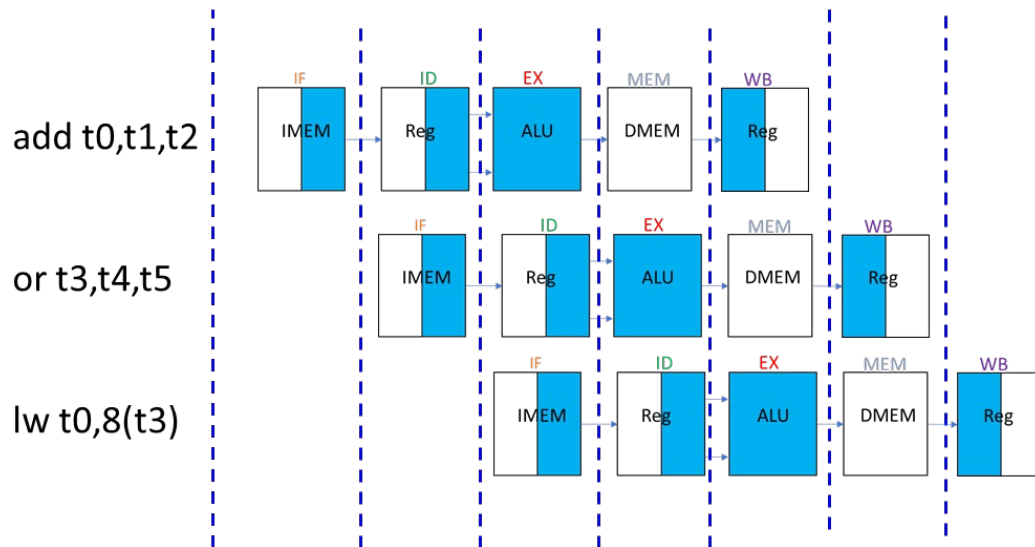 IF ID EX MEM WB
add t0,t1,t2 IMEM Reg ALU DMEM Reg
IF ID EX MEM WB
or t3,t4,t5 IMEM Reg ALU DMEM Reg
IF ID EX MEM WB
lw t0,8(t3) IMEM Reg ALU DMEM Reg